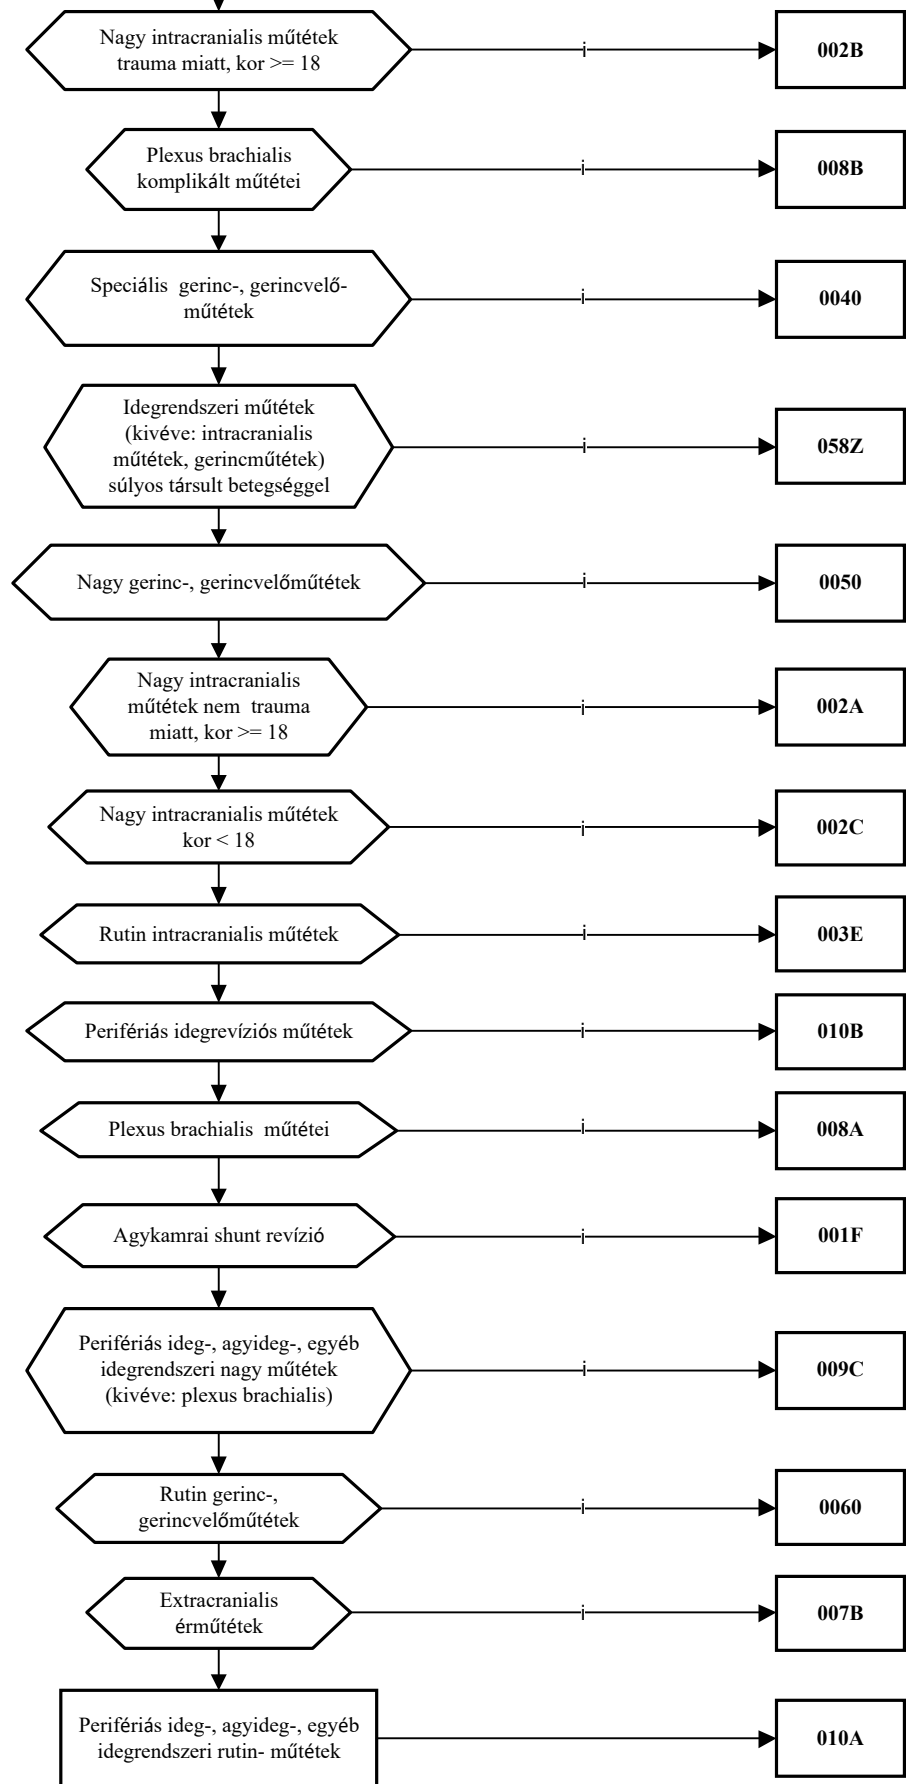 Nagy intracranialis műtétek
trauma miatt, kor >= 18
i
002B
Plexus brachialis
komplikált műtétei
i
008B
Speciális gerinc-, gerincvelő-
műtétek
i
0040
Idegrendszeri műtétek
(kivéve: intracranialis
műtétek, gerincműtétek)
súlyos társult betegséggel
i
058Z
Nagy gerinc-, gerincvelőműtétek
i
0050
Nagy intracranialis
műtétek nem trauma
miatt, kor >= 18
i
002A
Nagy intracranialis műtétek
kor < 18
i
002C
Rutin intracranialis műtétek
i
003E
Perifériás idegrevíziós műtétek
i
010B
Plexus brachialis műtétei
i
008A
Agykamrai shunt revízió
i
001F
Perifériás ideg-, agyideg-, egyéb
idegrendszeri nagy műtétek
(kivéve: plexus brachialis)
i
009C
Rutin gerinc-,
gerincvelőműtétek
i
0060
Extracranialis
érműtétek
i
007B
Perifériás ideg-, agyideg-, egyéb
idegrendszeri rutin- műtétek
010A